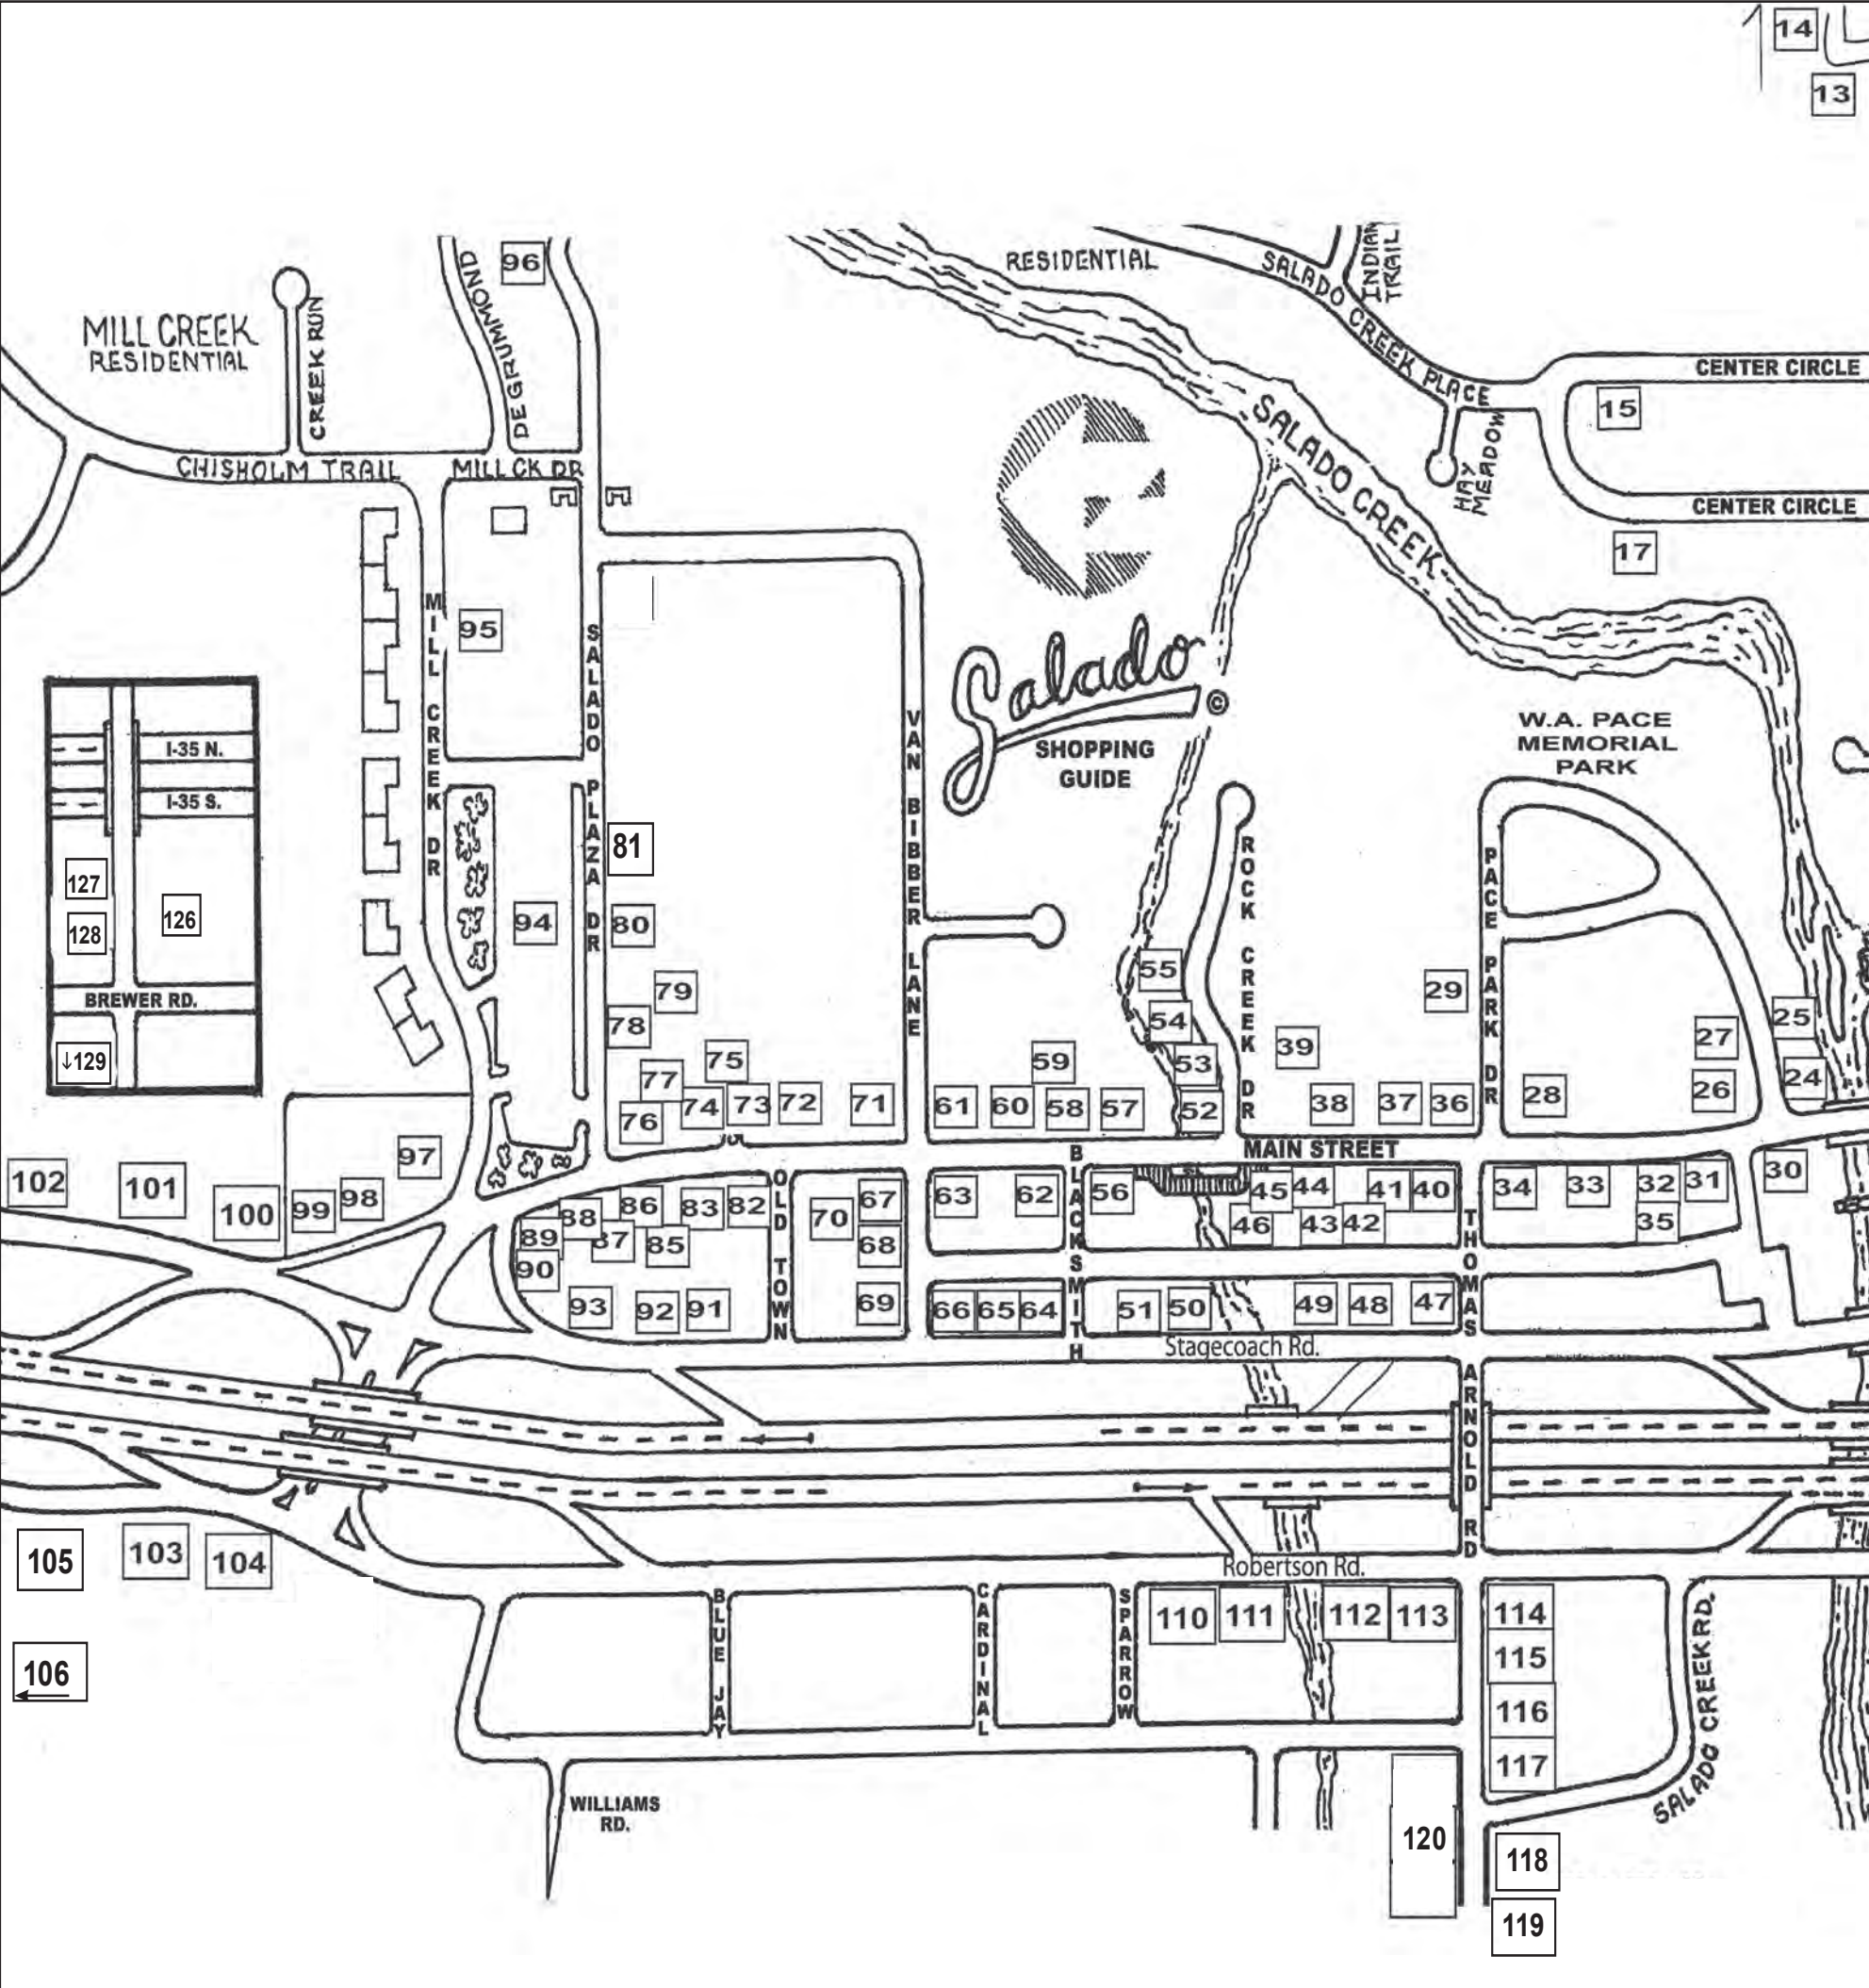 14
13
96
DEGRUMMOND
RESIDENTIAL
SALADO CREEK PLACE
INDIAN TRAIL
MILL CREEK
RESIDENTIAL
CREEK RUN
CENTER CIRCLE
15
HAY MEADOW
SALADO CREEK
CHISHOLM TRAIL
MILL CK DR
CENTER CIRCLE
17
MILL CREEK DR
95
SALADO PLAZA DR
VAN BIBBER LANE
Salado
©
SHOPPING
GUIDE
W.A. PACE
MEMORIAL
PARK
I-35 N.
I-35 S.
127
128
126
BREWER RD.
↓129
81
94
80
79
78
75
77
74
73
72
71
76
61
60
59
58
57
55
54
53
52
ROCK CREEK DR
39
38
37
36
29
PACE PARK DR
28
27
26
25
24
MAIN STREET
102
101
100
99
98
97
86
83
82
88
89
87
85
90
93
92
91
OLD TOWN
70
67
68
69
63
62
66
65
64
BLACKSMITH
56
45
44
41
40
46
43
42
51
50
49
48
47
THOMAS ARNOLD RD
34
33
32
31
35
30
Stagecoach Rd.
Robertson Rd.
105
103
104
106
BLUE JAY
CARDINAL
SPARROW
110
111
112
113
114
115
116
117
SALADO CREEK RD.
WILLIAMS
RD.
120
118
119